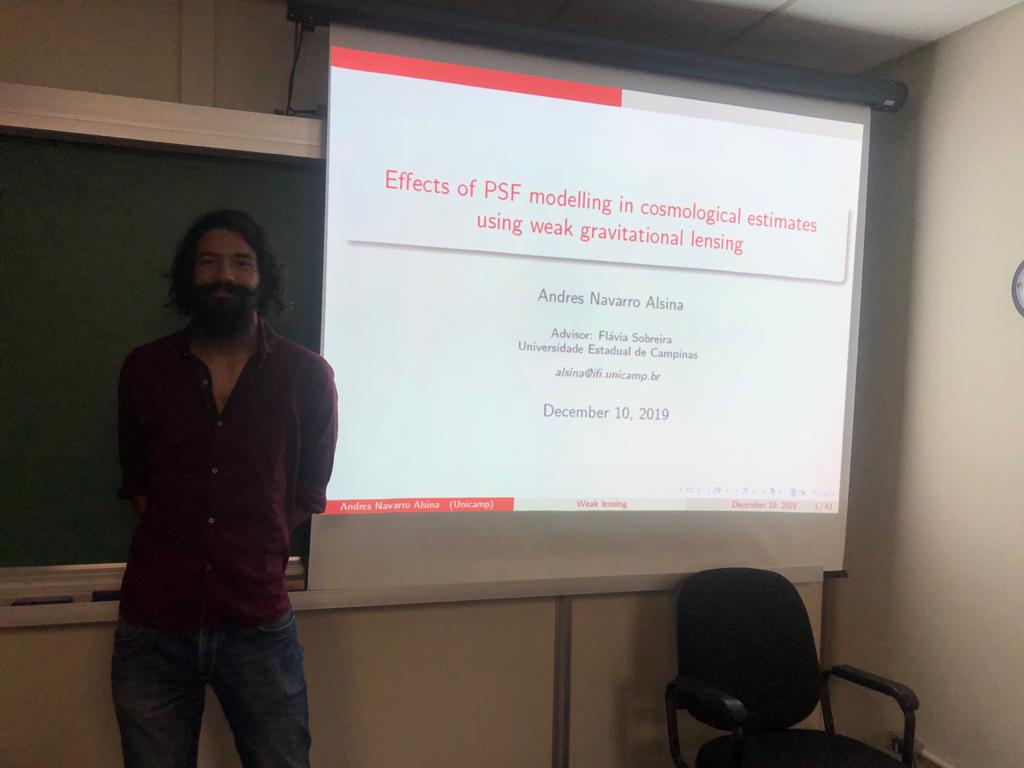 Effects of PSF modelling in cosmological estimates
using weak gravitational lensing
Andres Navarro Alsina
Advisor: Flávia Sobreira
Universidade Estadual de Campinas
alsina@ifi.unicamp.br
December 10, 2019
Andres Navarro Alsina (Unicamp)
Weak lensing
December 10, 2019
1 / 43